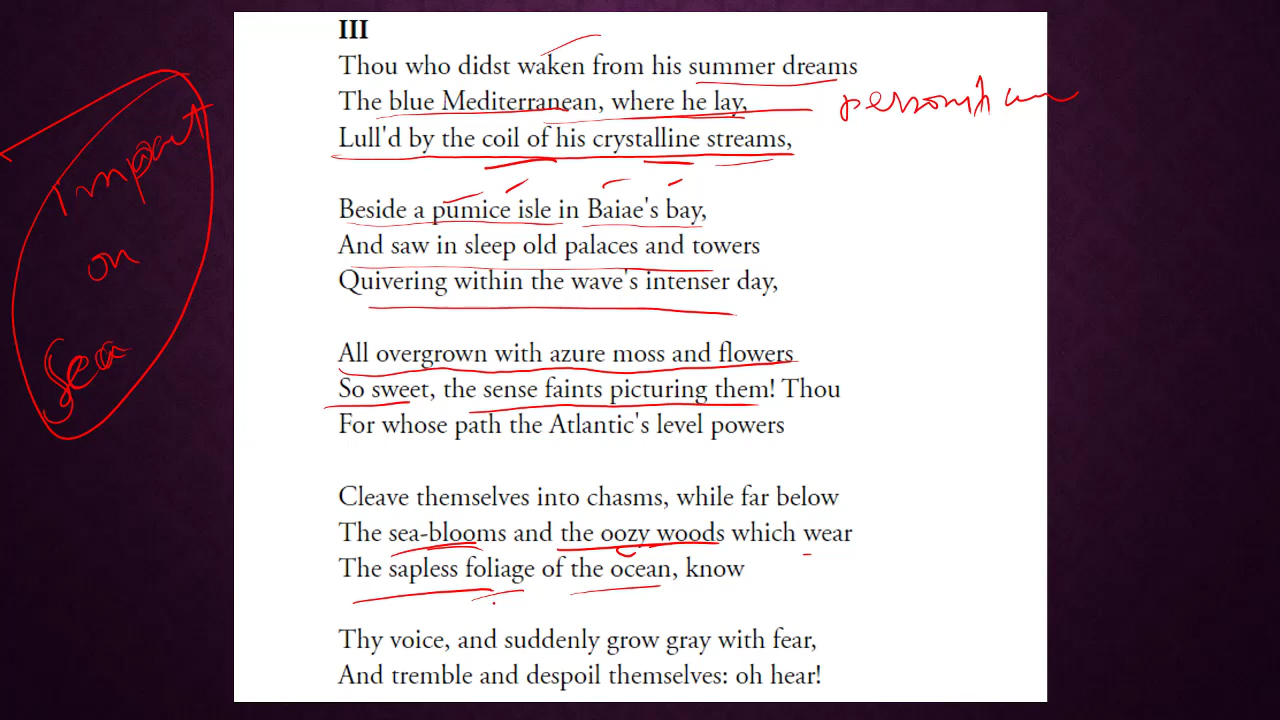 III
Thou who didst waken from his summer dreams
The blue Mediterranean, where he lay,
Lull'd by the coil of his crystalline streams,
Beside a pumice isle in Baiae's bay,
And saw in sleep old palaces and towers
Quivering within the wave's intenser day,
All overgrown with azure moss and flowers
So sweet, the sense faints picturing them! Thou
For whose path the Atlantic's level powers
Cleave themselves into chasms, while far below
The sea-blooms and the oozy woods which wear
The sapless foliage of the ocean, know
Thy voice, and suddenly grow gray with fear,
And tremble and despoil themselves: oh hear!
Impact
on
Sea